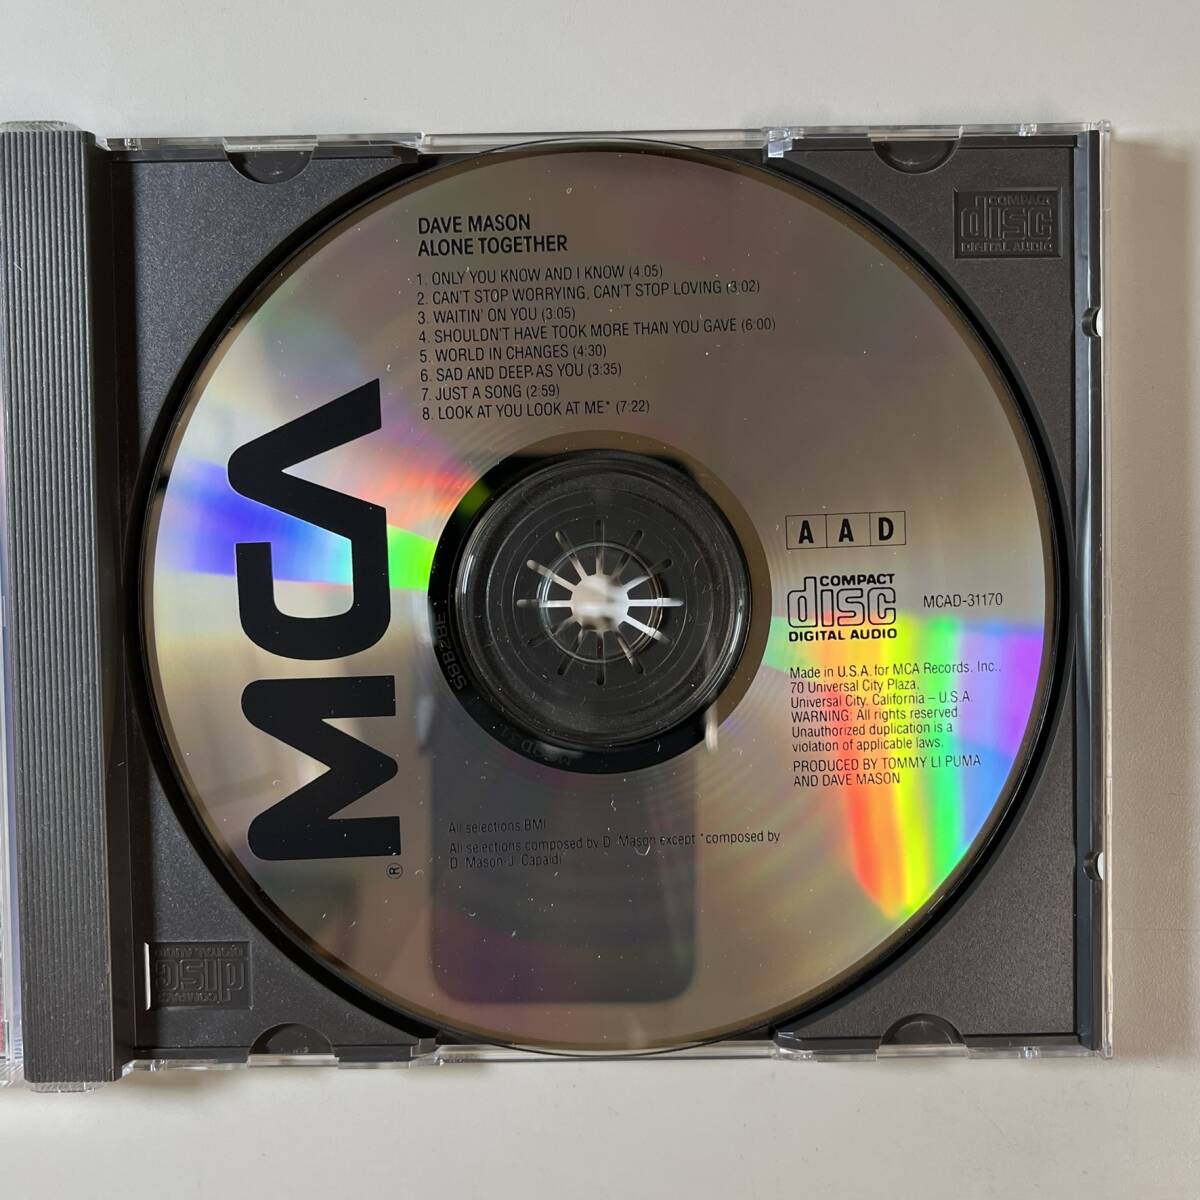 DAVE MASON
ALONE TOGETHER
1. ONLY YOU KNOW AND I KNOW (4:05)
2. CAN'T STOP WORRYING, CAN'T STOP LOVING (3:02)
3. WAITIN' ON YOU (3:05)
4. SHOULDN'T HAVE TOOK MORE THAN YOU GAVE (6:00)
5. WORLD IN CHANGES (4:30)
6. SAD AND DEEP AS YOU (3:35)
7. JUST A SONG (2:59)
8. LOOK AT YOU LOOK AT ME* (7:22)
MCA®
AAD
COMPACT
disc
DIGITAL AUDIO
MCAD-31170
Made in U.S.A. for MCA Records, Inc.,
70 Universal City Plaza,
Universal City, California – U.S.A.
WARNING: All rights reserved.
Unauthorized duplication is a
violation of applicable laws.
PRODUCED BY TOMMY LI PUMA
AND DAVE MASON
All selections BMI
All selections composed by D. Mason except *composed by
D. Mason-J. Capaldi
COMPACT
disc
DIGITAL AUDIO
COMPACT
disc
DIGITAL AUDIO